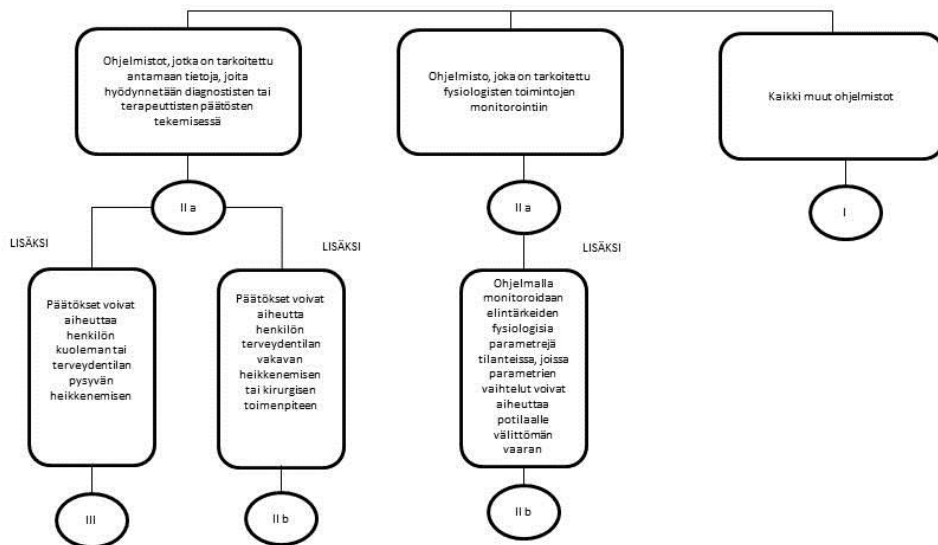 Ohjelmistot, jotka on tarkoitettu
antamaan tietoja, joita
hyödynnetään diagnostisten tai
terapeuttisten päätösten
tekemisessä
Ohjelmisto, joka on tarkoitettu
fysiologisten toimintojen
monitorointiin
Kaikki muut ohjelmistot
II a
II a
I
LISÄKSI
LISÄKSI
LISÄKSI
Päätökset voivat
aiheuttaa
henkilön
kuoleman tai
terveydentilan
pysyvän
heikkenemisen
Päätökset voivat
aiheutta
henkilön
terveydentilan
vakavan
heikkenemisen
tai kirurgisen
toimenpiteen
Ohjelmalla
monitoroidaan
elintärkeiden
fysiologisia
parametrejä
tilanteissa, joissa
parametrien
vaihtelut voivat
aiheuttaa
potilaalle
välittömän
vaaran
III
II b
II b